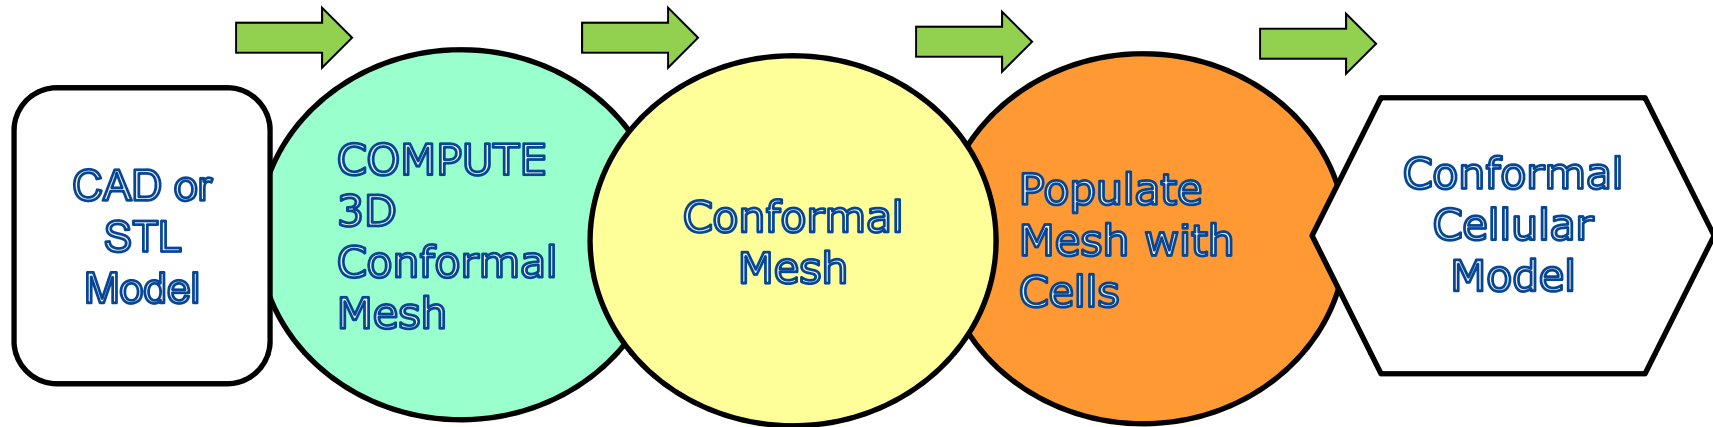 CAD or
STL
Model
COMPUTE
3D
Conformal
Mesh
Conformal
Mesh
Populate
Mesh with
Cells
Conformal
Cellular
Model